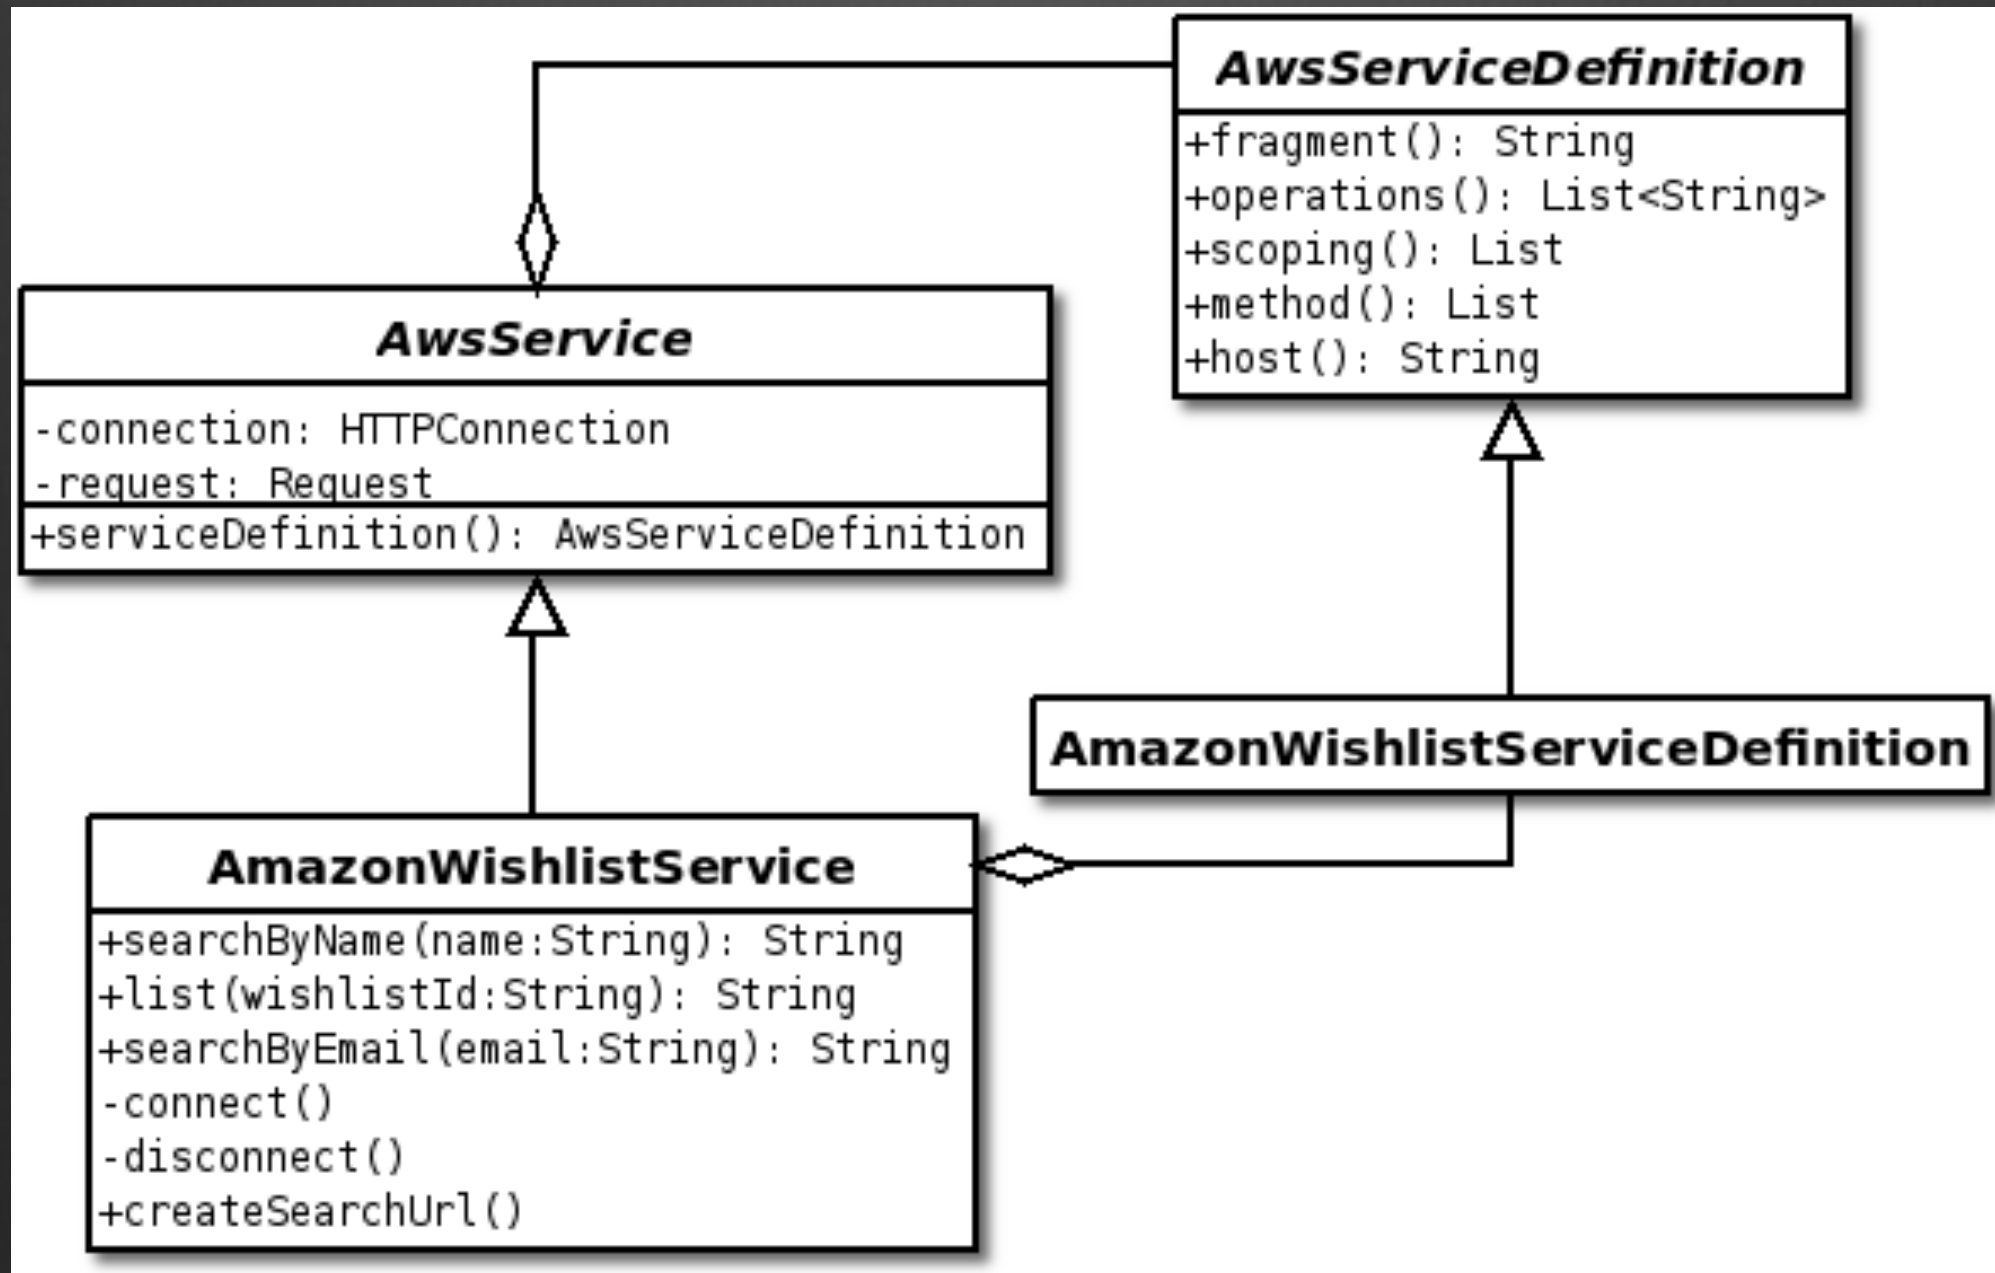 AwsServiceDefinition
+fragment(): String
+operations(): List<String>
+scoping(): List
+method(): List
+host(): String
AwsService
-connection: HTTPConnection
-request: Request
+serviceDefinition(): AwsServiceDefinition
AmazonWishlistServiceDefinition
AmazonWishlistService
+searchByName(name:String): String
+list(wishlistId:String): String
+searchByEmail(email:String): String
-connect()
-disconnect()
+createSearchUrl()